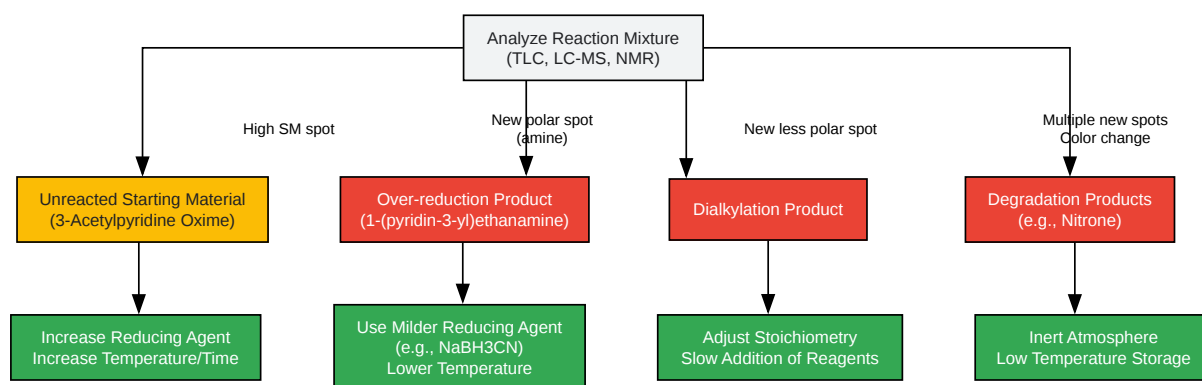 Analyze Reaction Mixture
(TLC, LC-MS, NMR)
High SM spot
New polar spot
(amine)
New less polar spot
Multiple new spots
Color change
Unreacted Starting Material
(3-Acetylpyridine Oxime)
Over-reduction Product
(1-(pyridin-3-yl)ethanamine)
Dialkylation Product
Degradation Products
(e.g., Nitrone)
Increase Reducing Agent
Increase Temperature/Time
Use Milder Reducing Agent
(e.g., NaBH3CN)
Lower Temperature
Adjust Stoichiometry
Slow Addition of Reagents
Inert Atmosphere
Low Temperature Storage